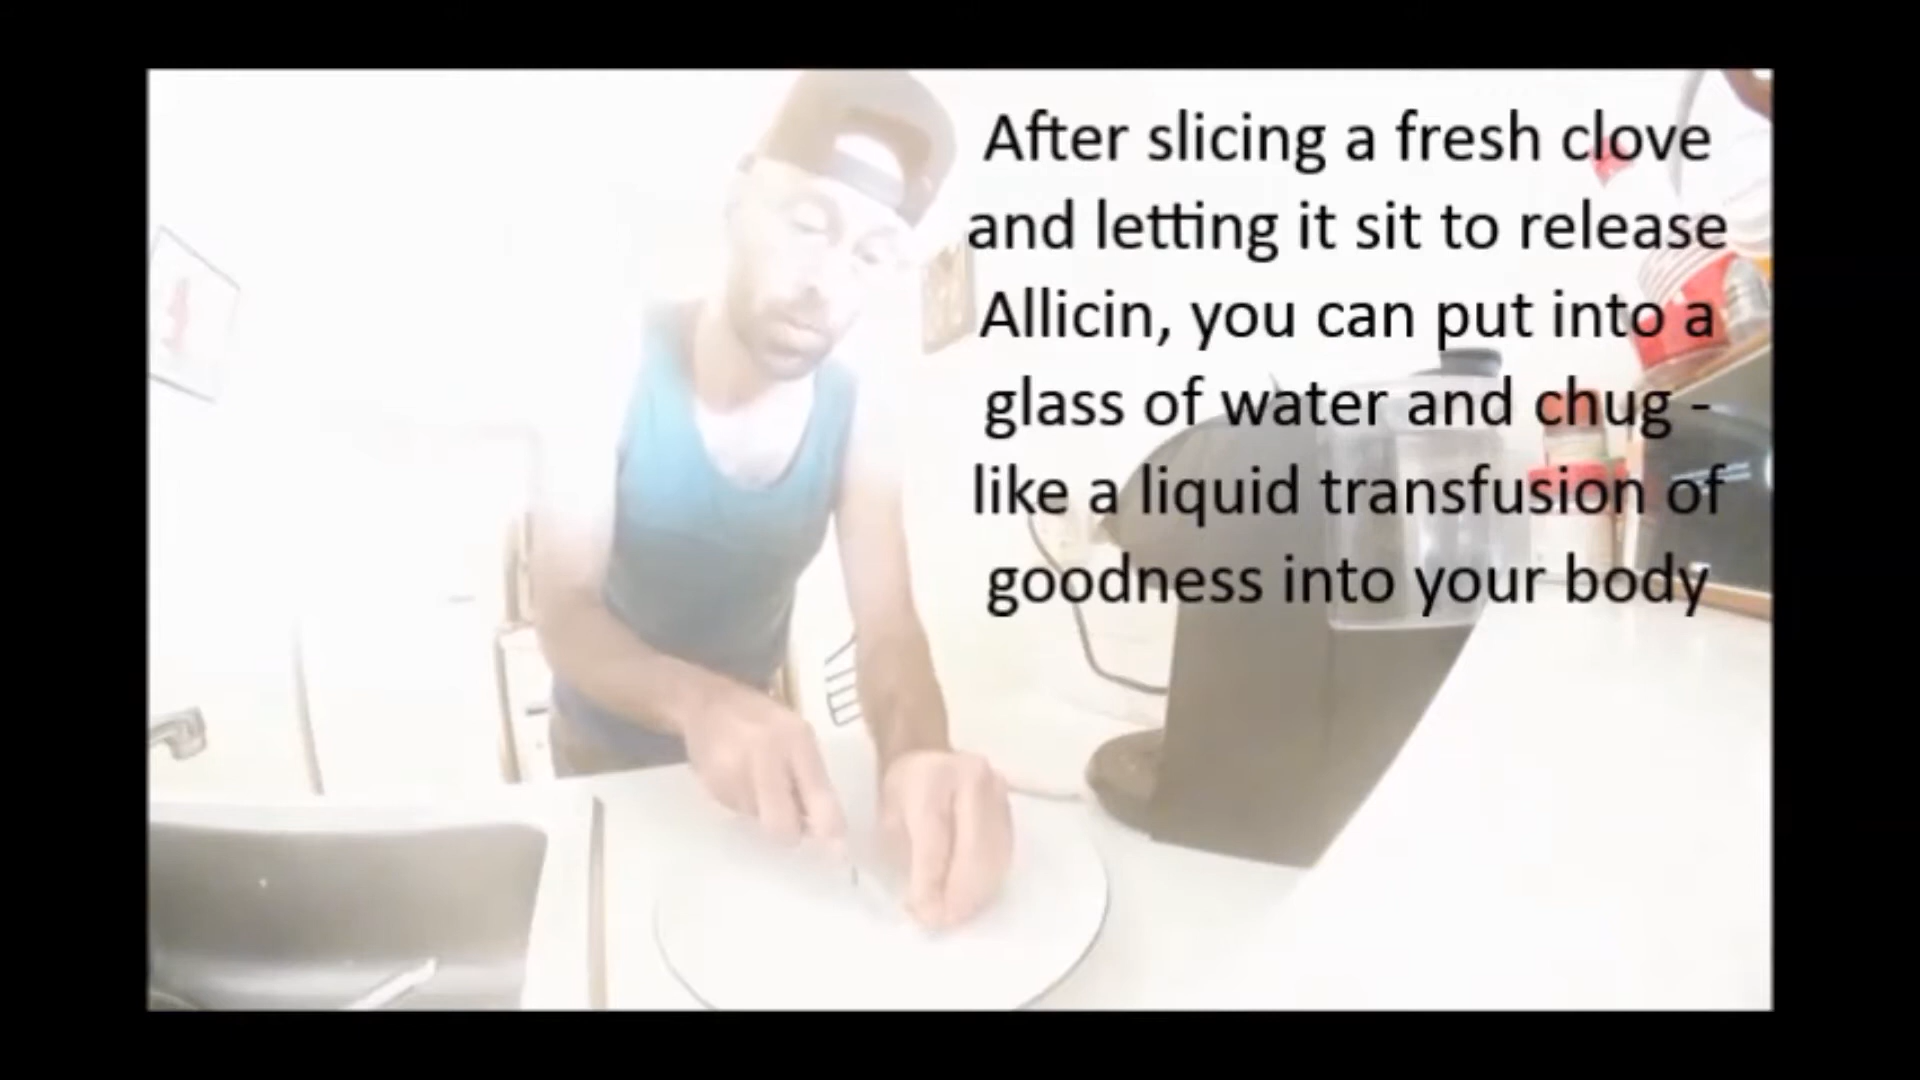 After slicing a fresh clove
and letting it sit to release
Allicin, you can put into a
glass of water and chug -
like a liquid transfusion of
goodness into your body